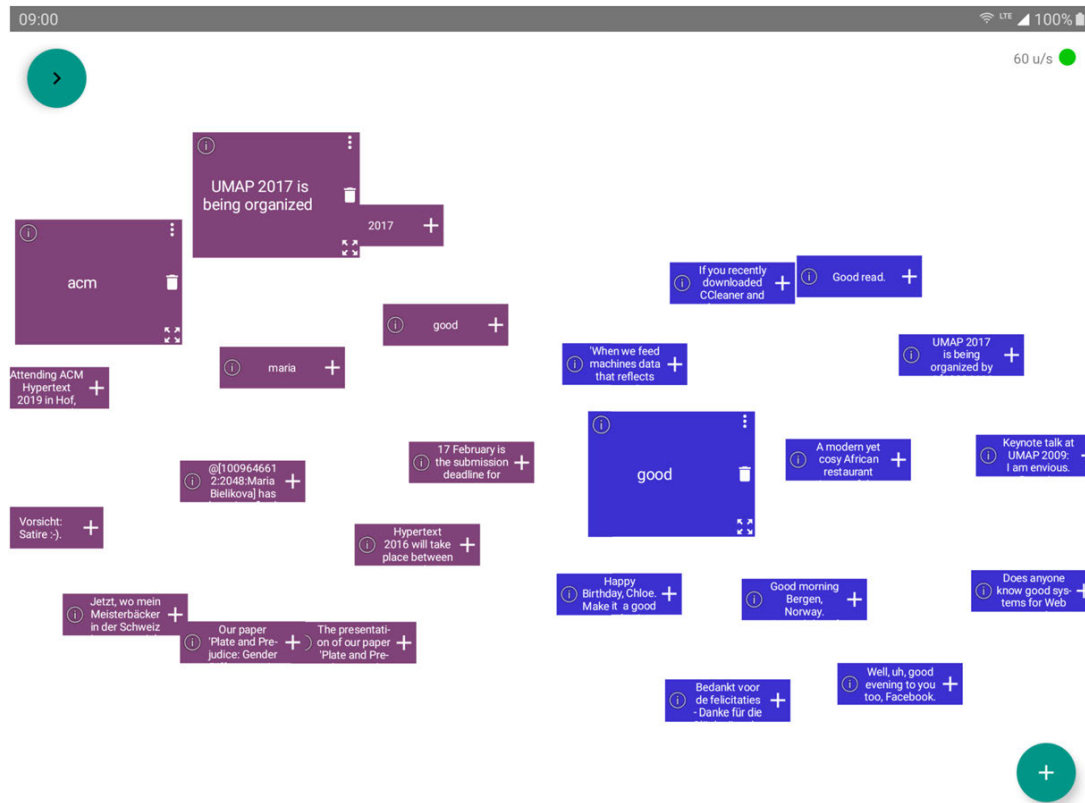 09:00
LTE
100%
60 u/s
UMAP 2017 is
being organized
2017
acm
good
maria
Attending ACM
Hypertext
2019 in Hof,
17 February is
the submission
deadline for
@[100964661
2:2048:Maria
Bielikova] has
Vorsicht:
Satire :-).
Hypertext
2016 will take
place between
Jetzt, wo mein
Meisterbäcker
in der Schweiz
Our paper
'Plate and Pre-
judice: Gender
The presentati-
on of our paper
'Plate and Pre-
If you recently
downloaded
CCleaner and
Good read.
'When we feed
machines data
that reflects
UMAP 2017
is being
organized by
good
A modern yet
cosy African
restaurant
Keynote talk at
UMAP 2009:
I am envious.
Happy
Birthday, Chloe.
Make it a good
Good morning
Bergen,
Norway.
Does anyone
know good sys-
tems for Web
Bedankt voor
de felicitaties
- Danke für die
Well, uh, good
evening to you
too, Facebook.